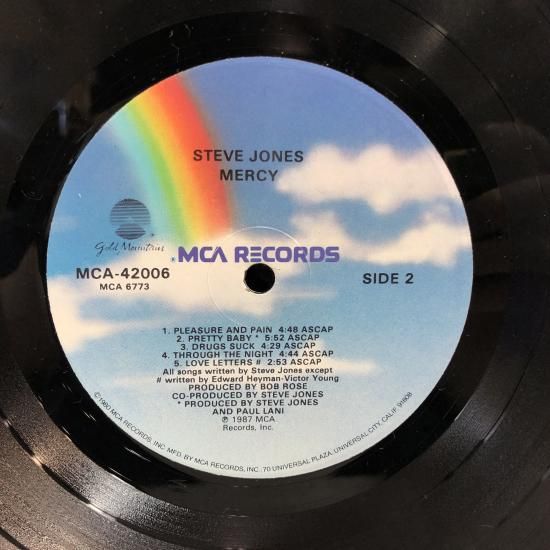 STEVE JONES
MERCY
Gold Mountain
MCA RECORDS
MCA-42006
MCA 6773
SIDE 2
1. PLEASURE AND PAIN 4:48 ASCAP
2. PRETTY BABY * 5:52 ASCAP
3. DRUGS SUCK 4:29 ASCAP
4. THROUGH THE NIGHT 4:44 ASCAP
5. LOVE LETTERS # 2:53 ASCAP
All songs written by Steve Jones except
# written by Edward Heyman-Victor Young
PRODUCED BY BOB ROSE
CO-PRODUCED BY STEVE JONES
* PRODUCED BY STEVE JONES
AND PAUL LANI
℗ 1987 MCA
Records, Inc.
©1980 MCA RECORDS, INC. MFD. BY MCA RECORDS, INC., 70 UNIVERSAL PLAZA, UNIVERSAL CITY, CALIF. 91608